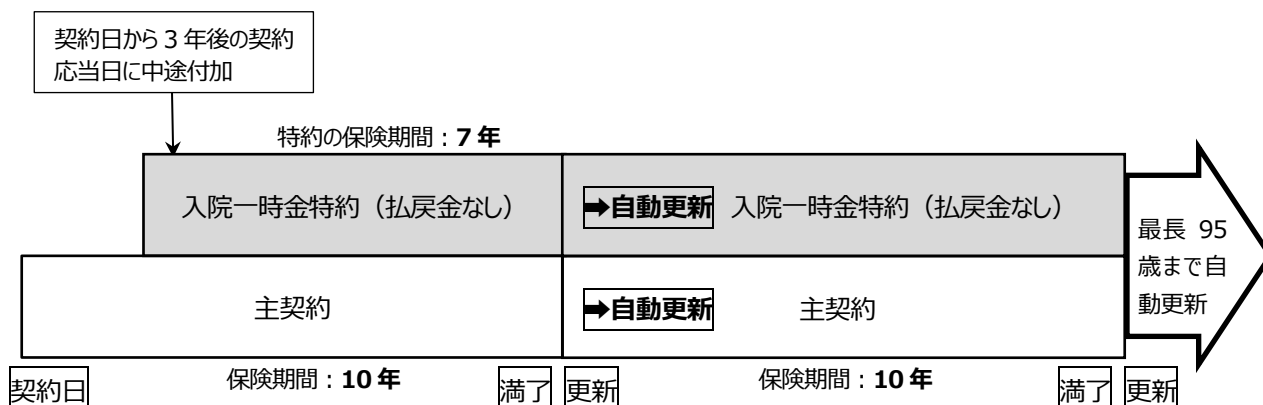 契約日から 3 年後の契約
応当日に中途付加
特約の保険期間：7 年
入院一時金特約（払戻金なし）
➡自動更新 入院一時金特約（払戻金なし）
最長 95
歳まで自
動更新
主契約
➡自動更新 主契約
契約日 保険期間：10 年 満了 更新 保険期間：10 年 満了 更新